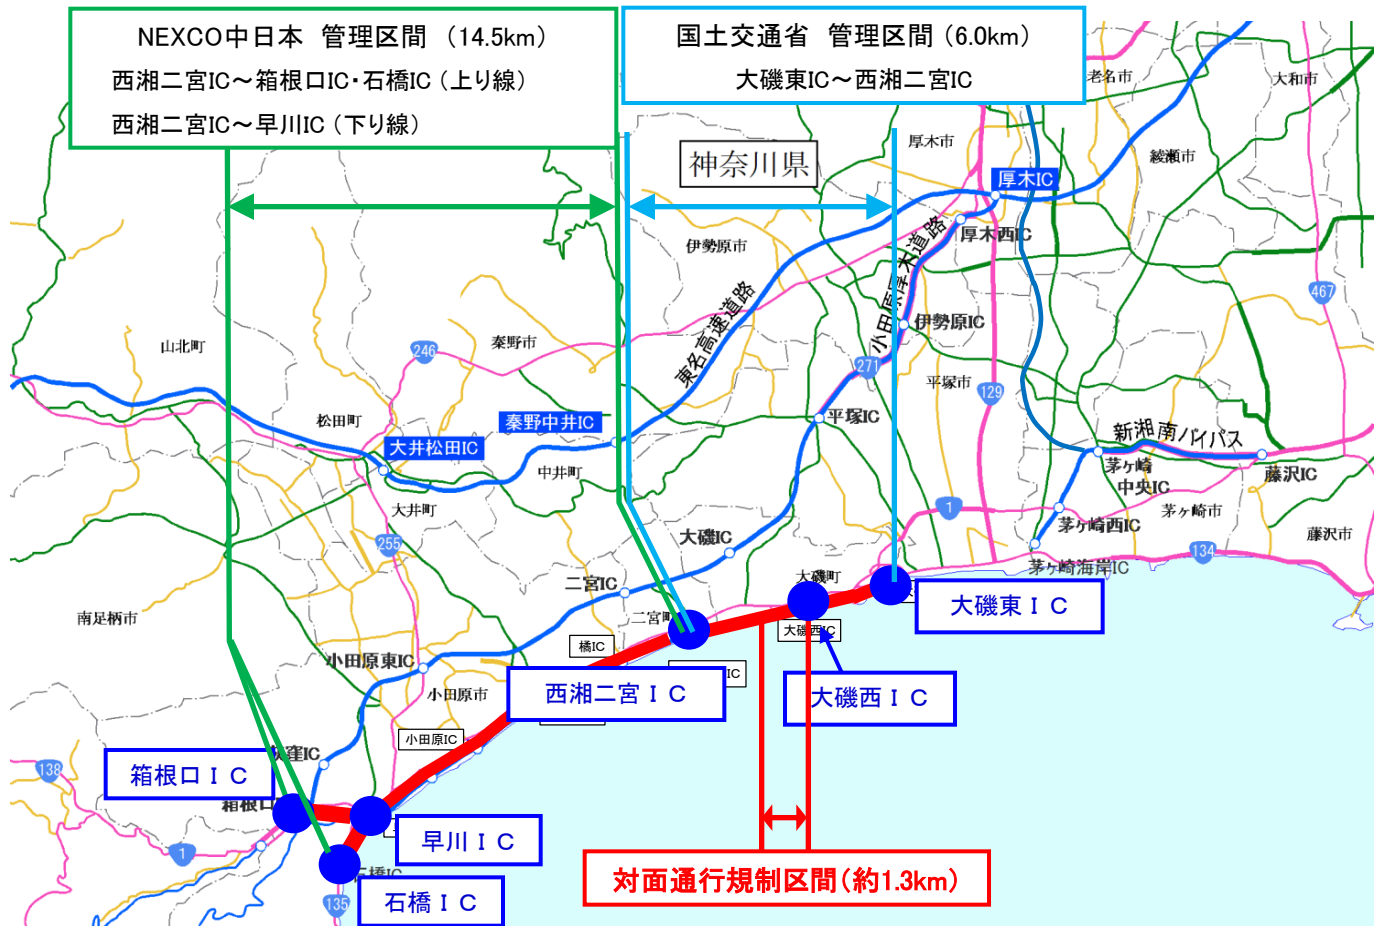 NEXCO中日本 管理区間 (14.5km)
西湘二宮IC～箱根口IC・石橋IC (上り線)
西湘二宮IC～早川IC (下り線)
国土交通省 管理区間 (6.0km)
大磯東IC～西湘二宮IC
老名市
大和市
厚木市
綾瀬市
神奈川県
厚木IC
厚木西IC
伊勢原市
小田原厚木道路
東名高速道路
467
伊勢原IC
山北町
246
秦野市
271
平塚市
129
松田町
秦野中井IC
平塚IC
大井松田IC
新湘南バイパス
中井町
茅ヶ崎
中央IC
藤沢IC
大井町
1
茅ヶ崎西IC
茅ヶ崎市
藤沢市
255
大磯IC
134
茅ヶ崎海岸IC
二宮IC
大磯町
大磯東ＩＣ
南足柄市
二宮町
大磯西IC
橘IC
小田原東IC
IC
西湘二宮ＩＣ
大磯西ＩＣ
小田原市
小田原IC
窪IC
138
箱根口ＩＣ
箱根口
早川ＩＣ
1
石橋IC
135
石橋ＩＣ
対面通行規制区間(約1.3km)